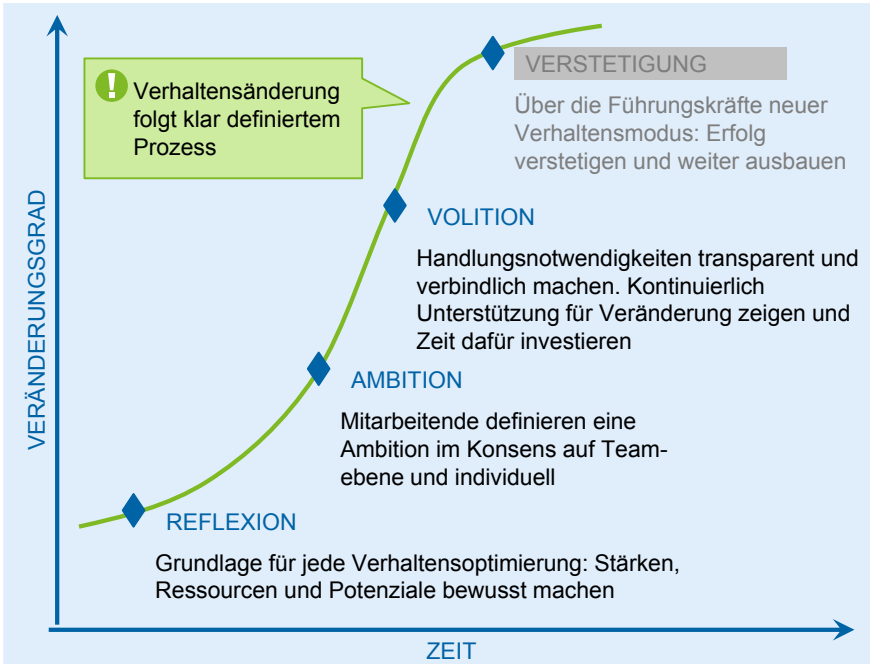 ! Verhaltensänderung
folgt klar definiertem
Prozess
VERSTETIGUNG
Über die Führungskräfte neuer
Verhaltensmodus: Erfolg
verstetigen und weiter ausbauen
VOLITION
Handlungsnotwendigkeiten transparent und
verbindlich machen. Kontinuierlich
Unterstützung für Veränderung zeigen und
Zeit dafür investieren
AMBITION
Mitarbeitende definieren eine
Ambition im Konsens auf Team-
ebene und individuell
REFLEXION
Grundlage für jede Verhaltensoptimierung: Stärken,
Ressourcen und Potenziale bewusst machen
VERÄNDERUNGSGRAD
ZEIT